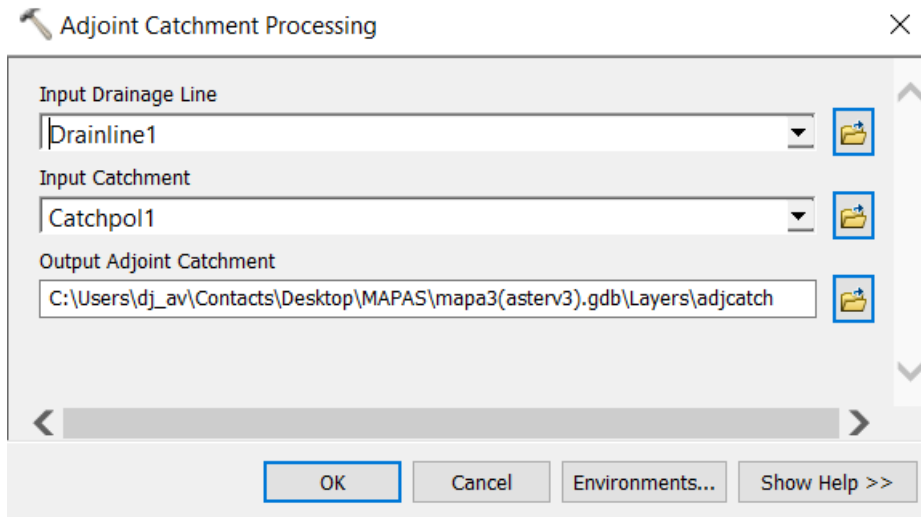 Adjoint Catchment Processing
Input Drainage Line
Drainline1
Input Catchment
Catchpol1
Output Adjoint Catchment
C:\Users\dj_av\Contacts\Desktop\MAPAS\mapa3(asterv3).gdb\Layers\adjcatch
OK Cancel Environments... Show Help >>